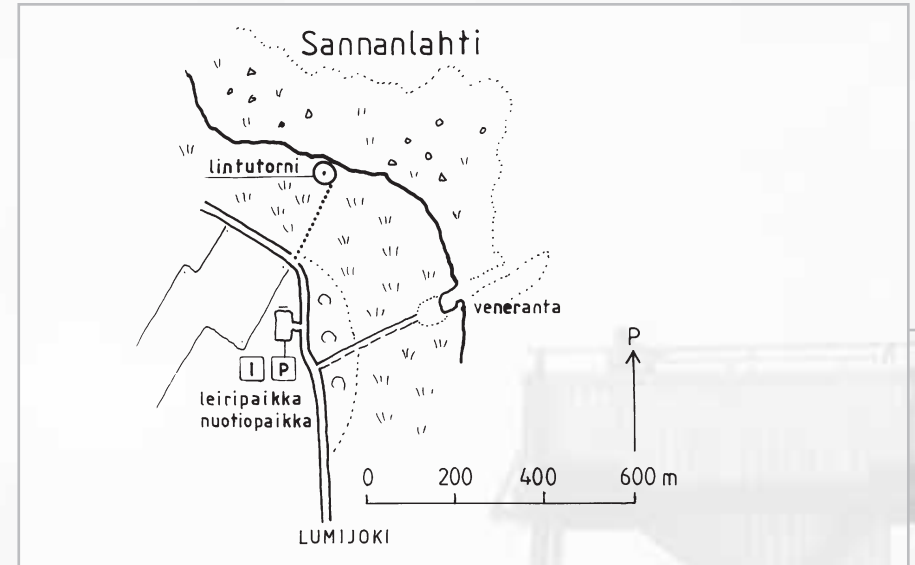 Sannanlahti
lintutorni
veneranta
I P
leiripaikka
nuotiopaikka
P
0 200 400 600 m
LUMIJOKI